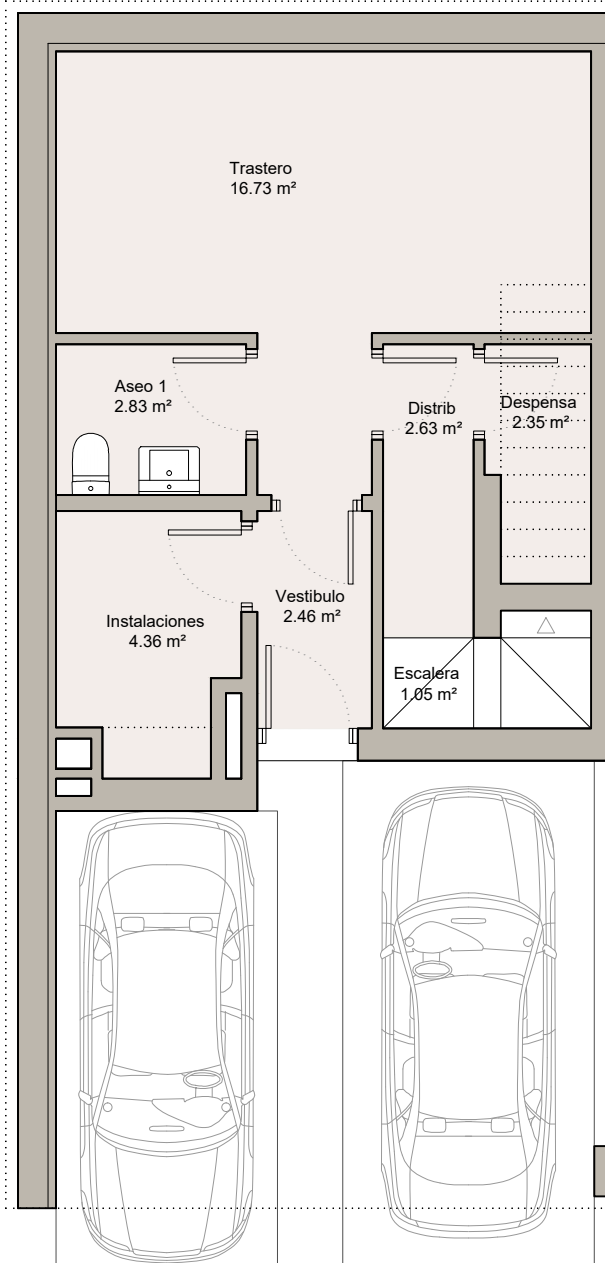 Trastero
16.73 m²
Aseo 1
2.83 m²
Distrib
2.63 m²
Despensa
2.35 m²
Vestibulo
2.46 m²
Instalaciones
4.36 m²
Escalera
1.05 m²